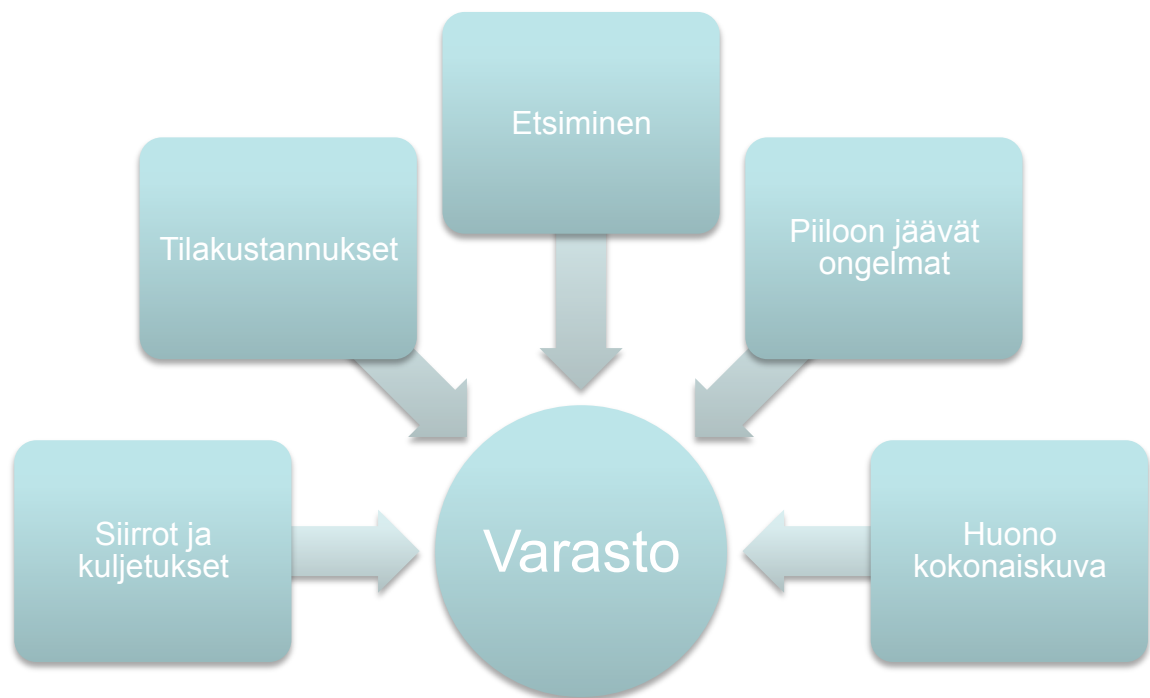 Etsiminen
Tilakustannukset
Piiloon jäävät
ongelmat
Siirrot ja
kuljetukset
Varasto
Huono
kokonaiskuva